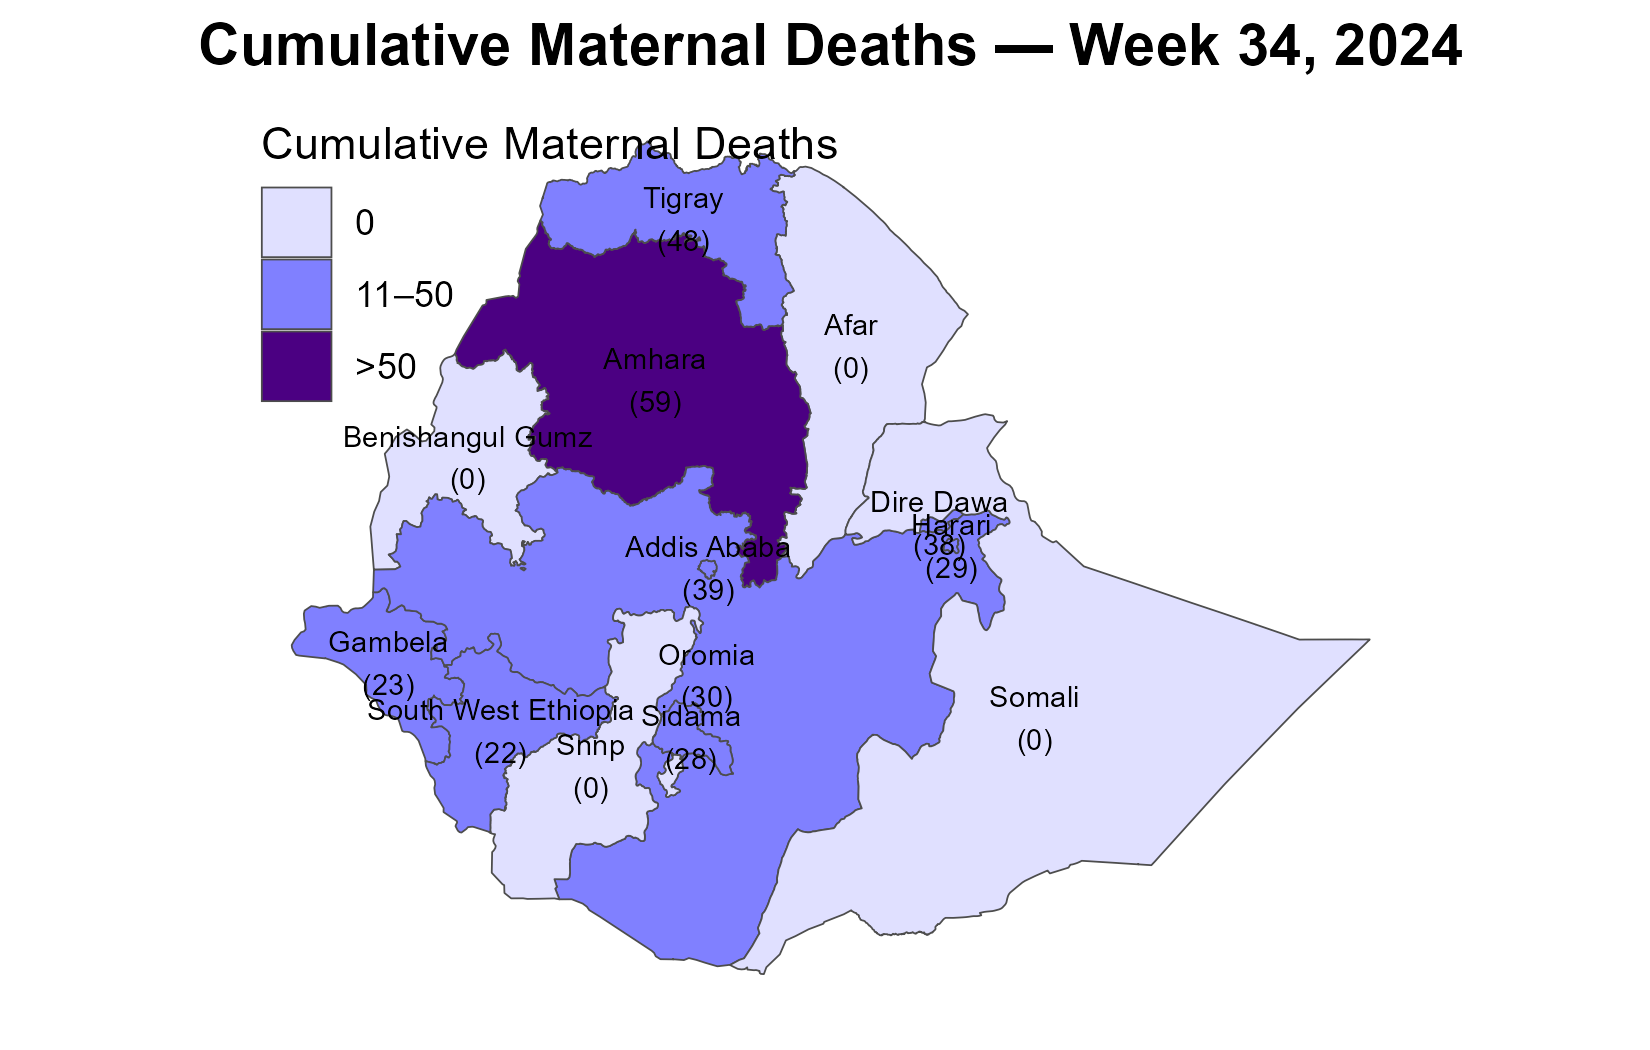 Cumulative Maternal Deaths — Week 34, 2024
Cumulative Maternal Deaths
0
11–50
>50
Tigray
(48)
Afar
(0)
Amhara
(59)
Benishangul Gumz
(0)
Dire Dawa
(38)
Harari
(29)
Addis Ababa
(39)
Gambela
(23)
Oromia
(30)
South West Ethiopia
(22)
Sidama
(28)
Snnp
(0)
Somali
(0)